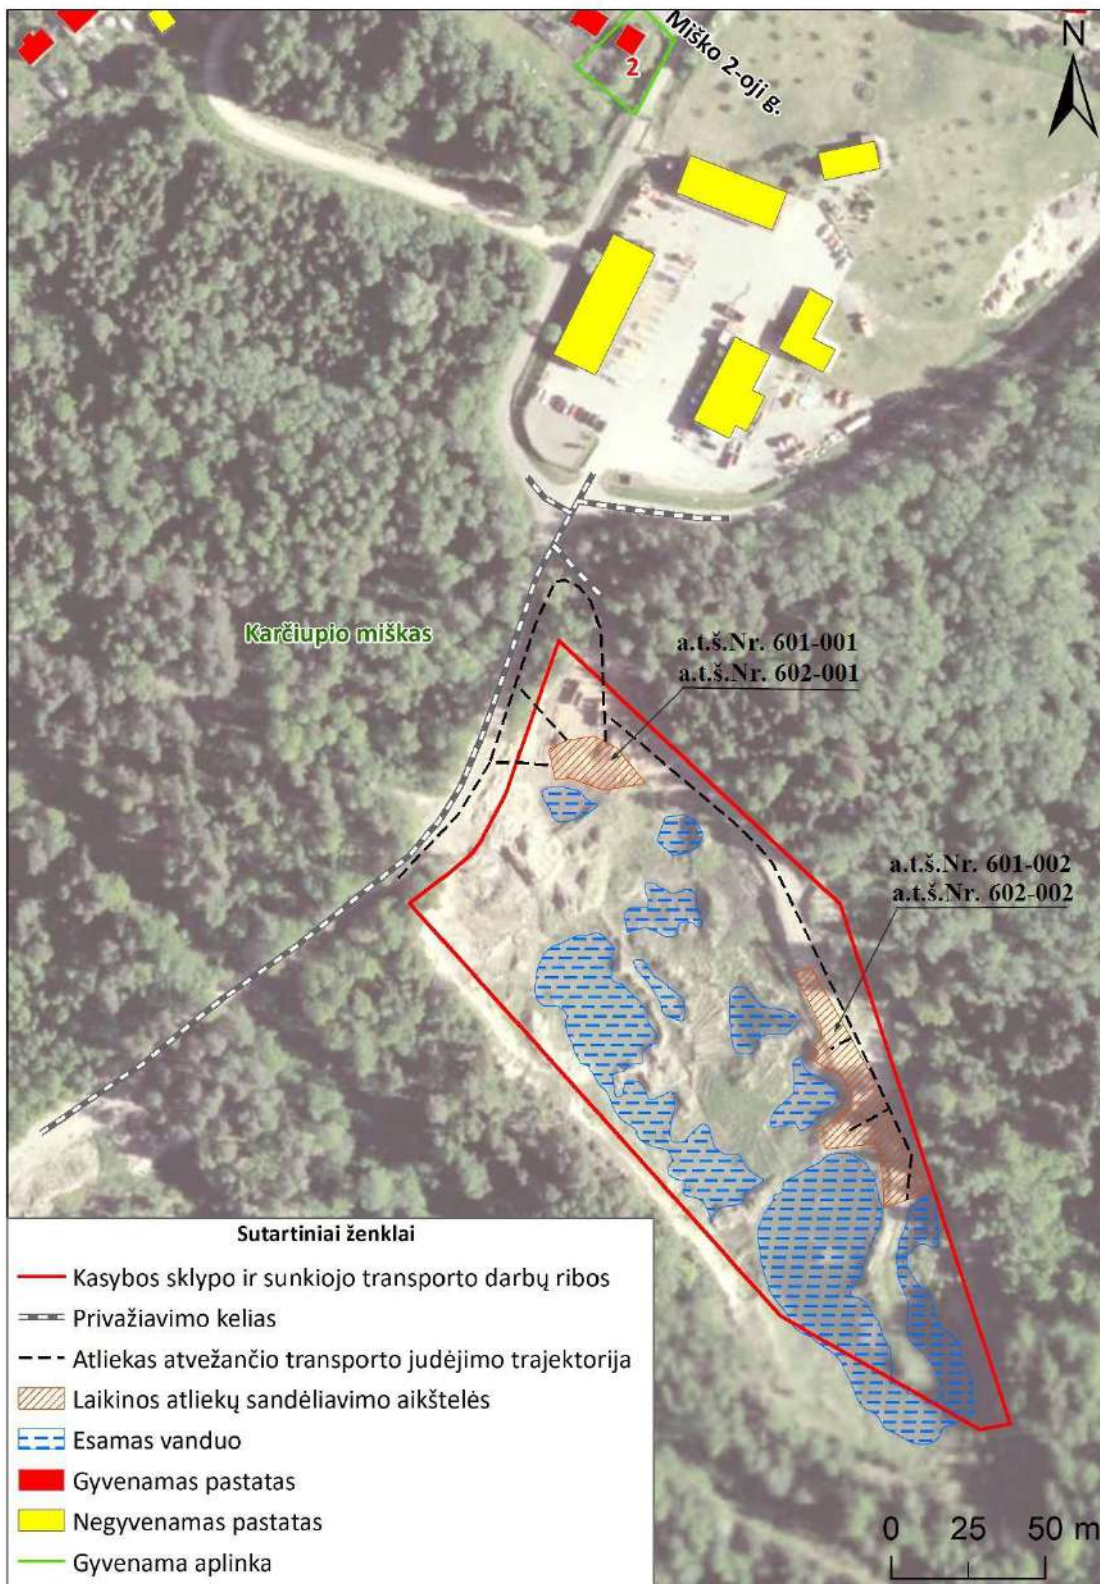 Miško 2-oji g.
2
N
Karčiupio miškas
a.t.š.Nr. 601-001
a.t.š.Nr. 602-001
a.t.š.Nr. 601-002
a.t.š.Nr. 602-002
Sutartiniai ženklai
Kasybos sklypo ir sunkiojo transporto darbų ribos
Privažiavimo kelias
Atliekas atvežančio transporto judėjimo trajektorija
Laikinos atliekų sandėliavimo aikštelės
Esamas vanduo
Gyvenamas pastatas
Negyvenamas pastatas
Gyvenama aplinka
0 25 50 m